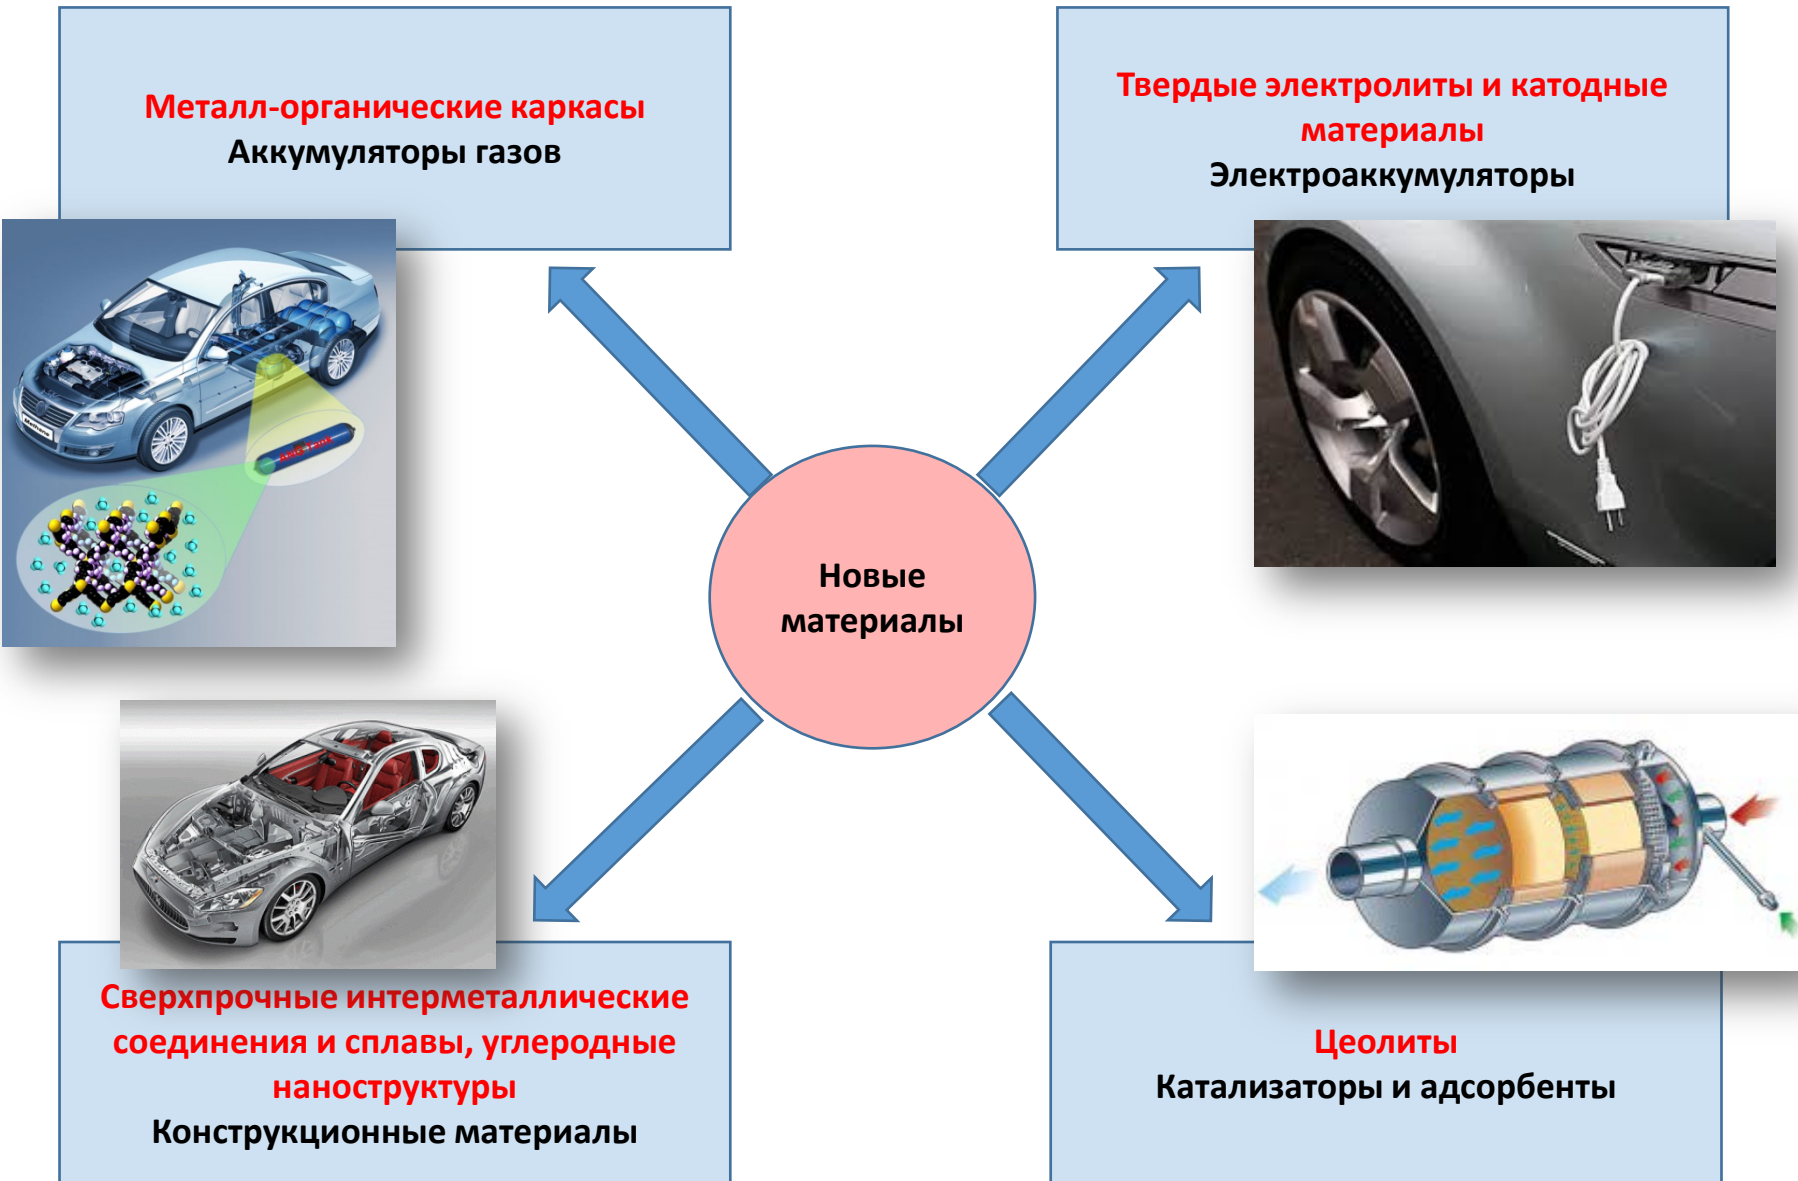 Металл-органические каркасы
Аккумуляторы газов
Твердые электролиты и катодные
материалы
Электроаккумуляторы
Новые
материалы
Сверхпрочные интерметаллические
соединения и сплавы, углеродные
наноструктуры
Конструкционные материалы
Цеолиты
Катализаторы и адсорбенты